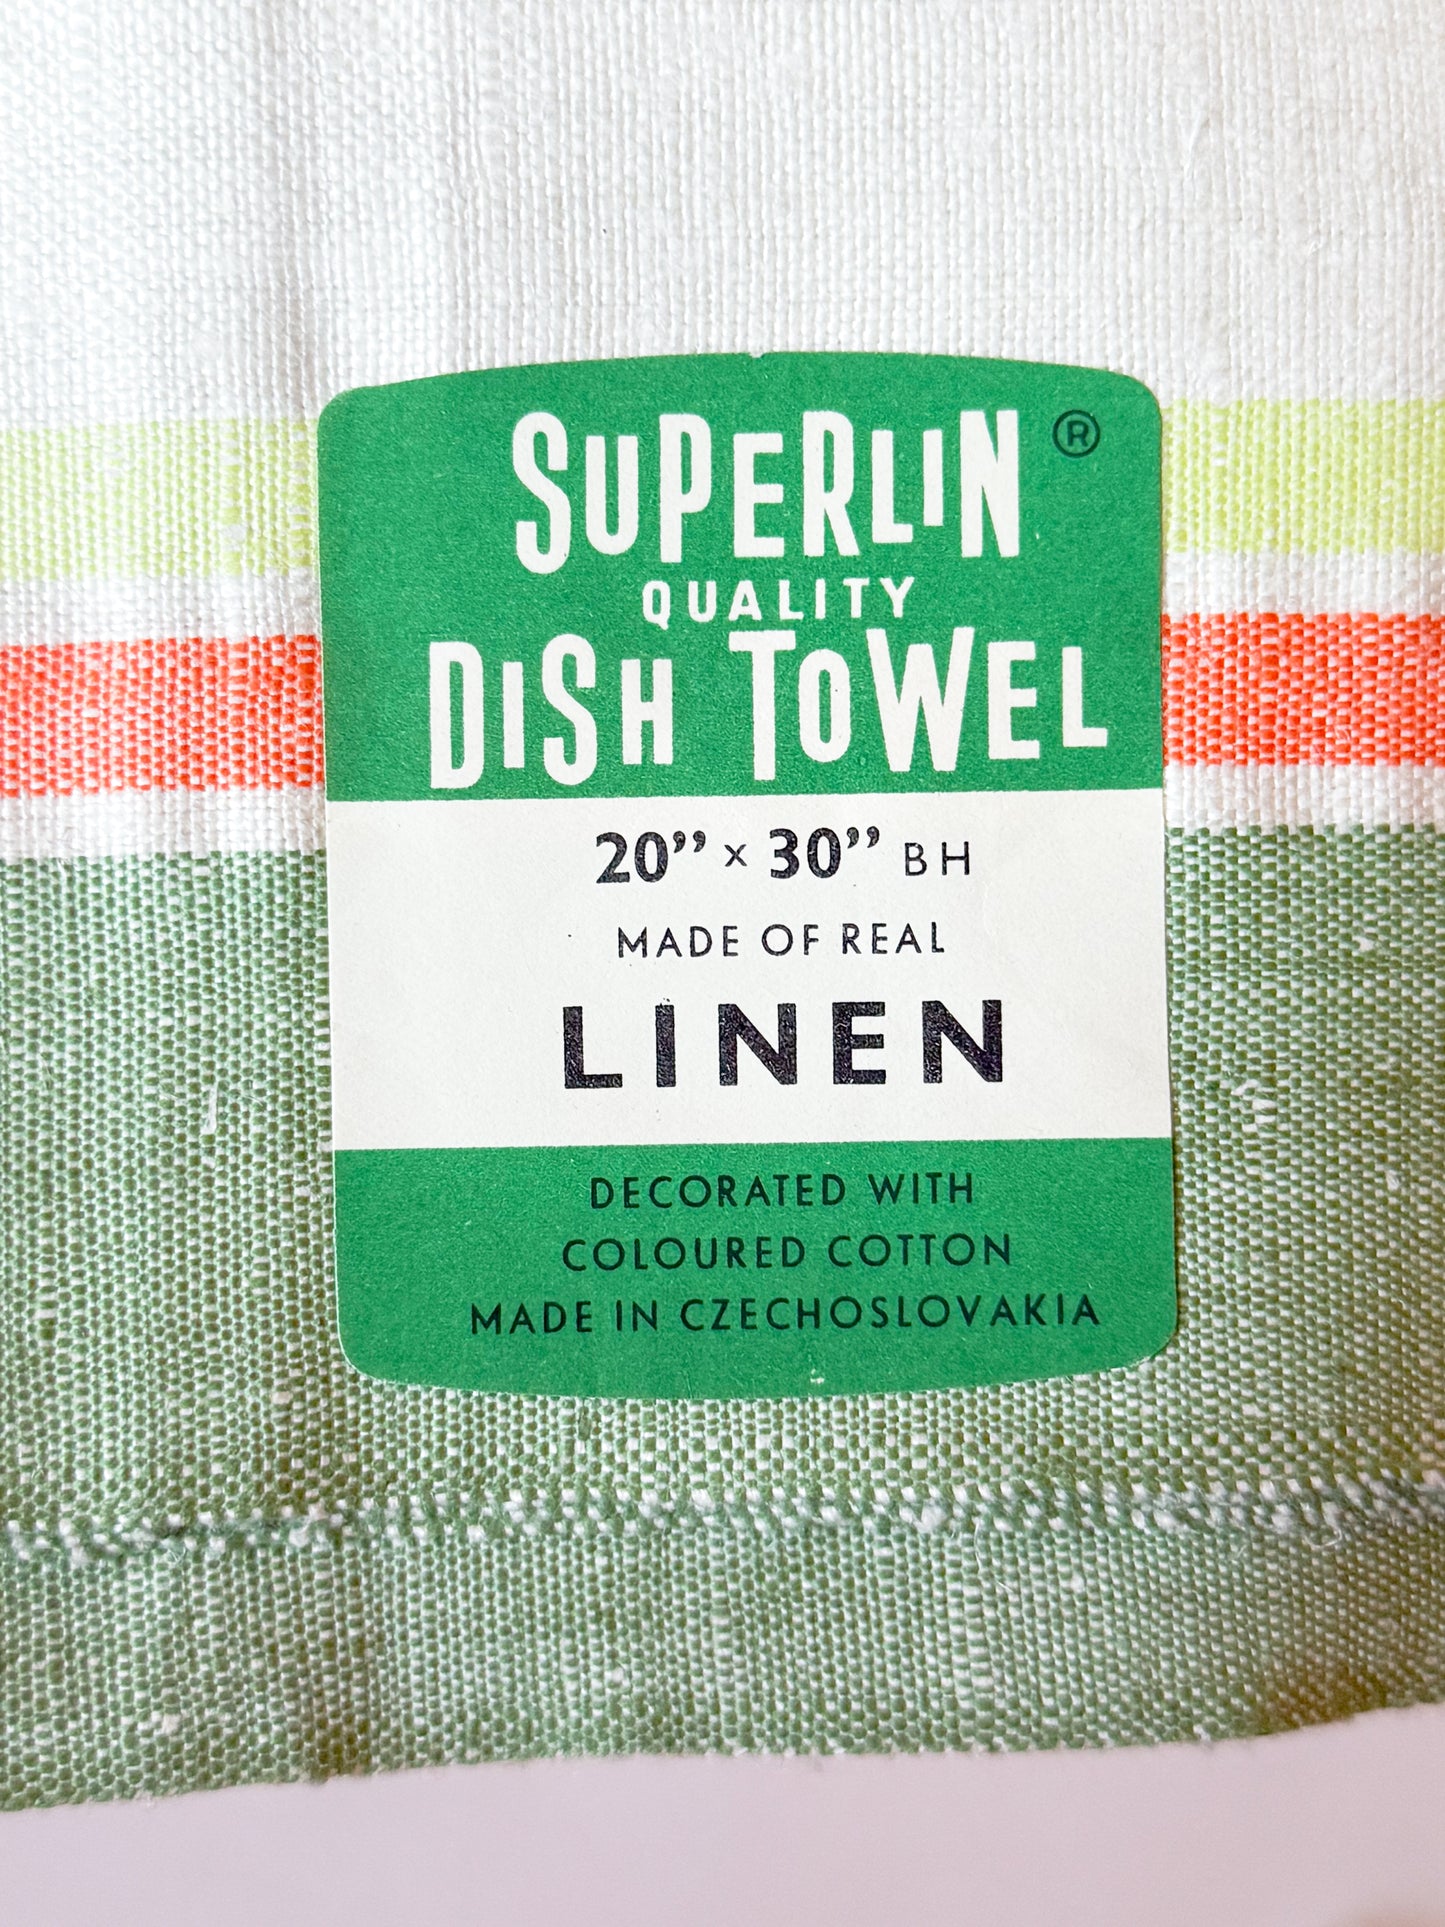 SUPERLIN ®
QUALITY
DISH TOWEL
20” × 30” BH
MADE OF REAL
LINEN
DECORATED WITH
COLOURED COTTON
MADE IN CZECHOSLOVAKIA